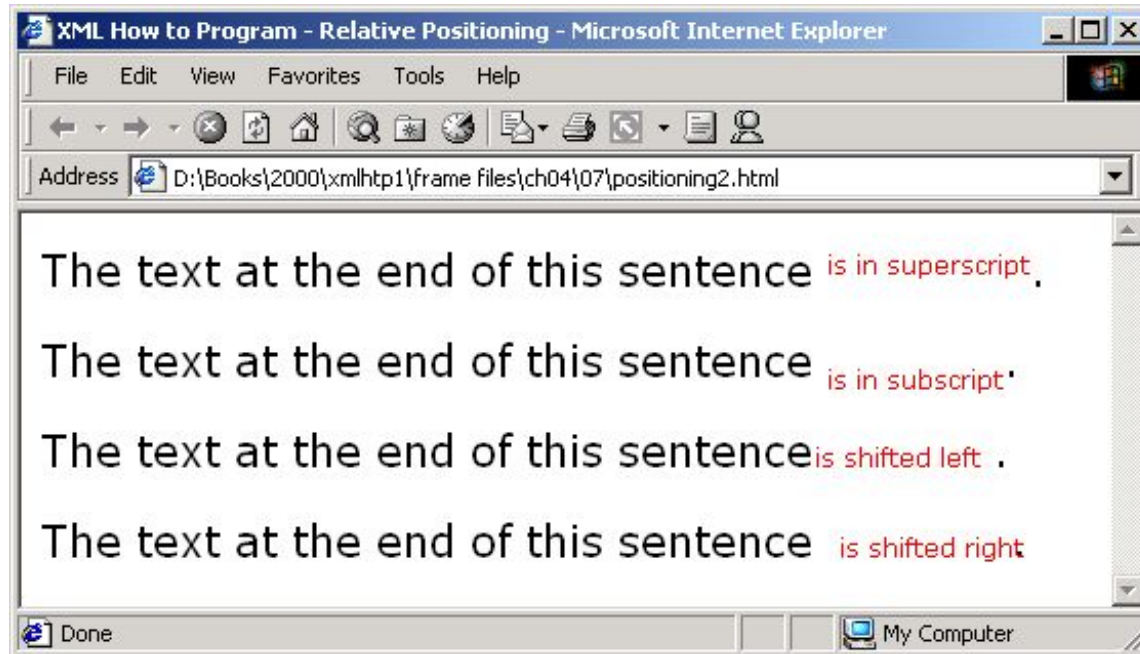 XML How to Program - Relative Positioning - Microsoft Internet Explorer
File Edit View Favorites Tools Help
Address D:\Books\2000\xmlhtp1\frame files\ch04\07\positioning2.html
The text at the end of this sentence is in superscript.
The text at the end of this sentence is in subscript.
The text at the end of this sentence is shifted left .
The text at the end of this sentence is shifted right.
Done My Computer